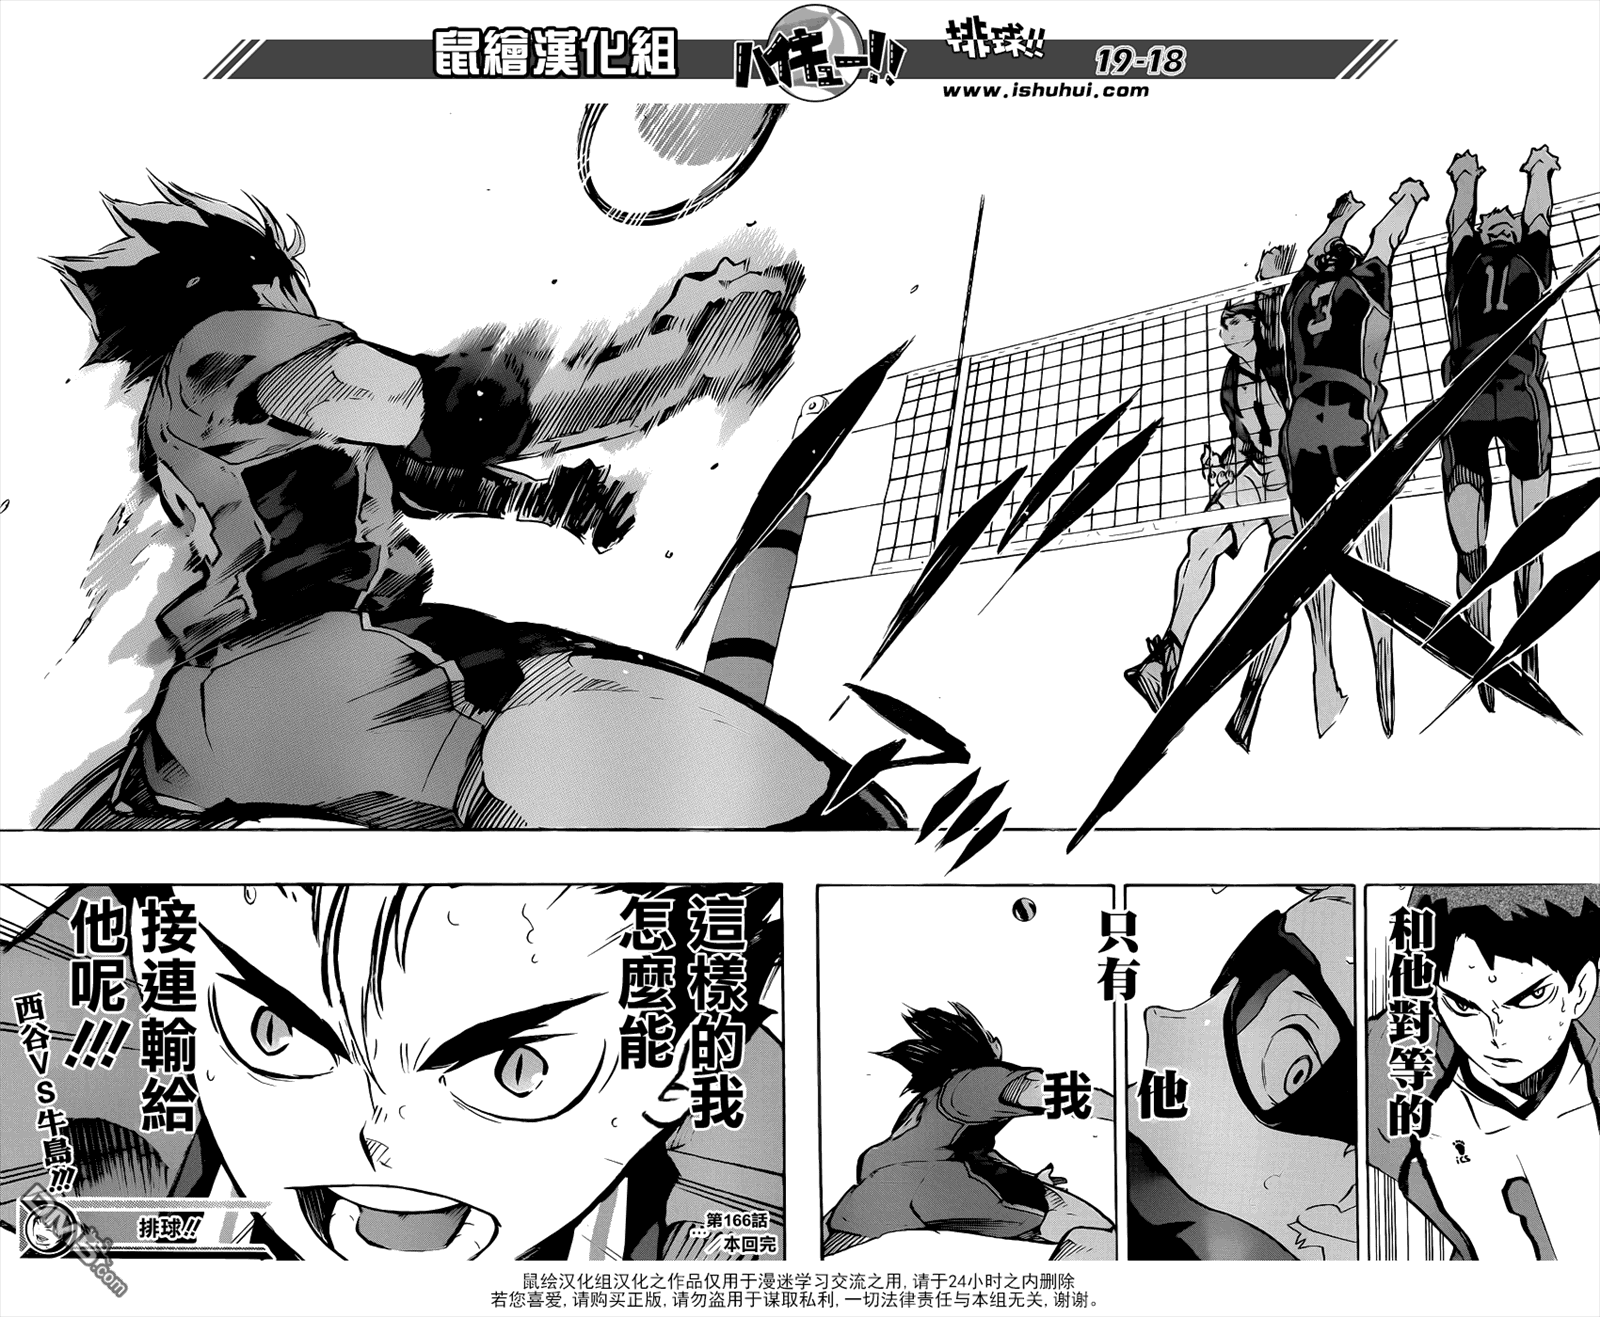 鼠繪漢化組
ハイキュー!!
排球!!
19-18
www.ishuhui.com
3
11
和他對等的
他
只有
我
iCS
1
這樣的我
怎麼能
接連輸給
他呢!!!
西谷VS牛島!!!
排球!!
第166話
…／本回完
鼠绘汉化组汉化之作品仅用于漫迷学习交流之用,请于24小时之内删除
若您喜爱,请购买正版,请勿盗用于谋取私利,一切法律责任与本组无关,谢谢。